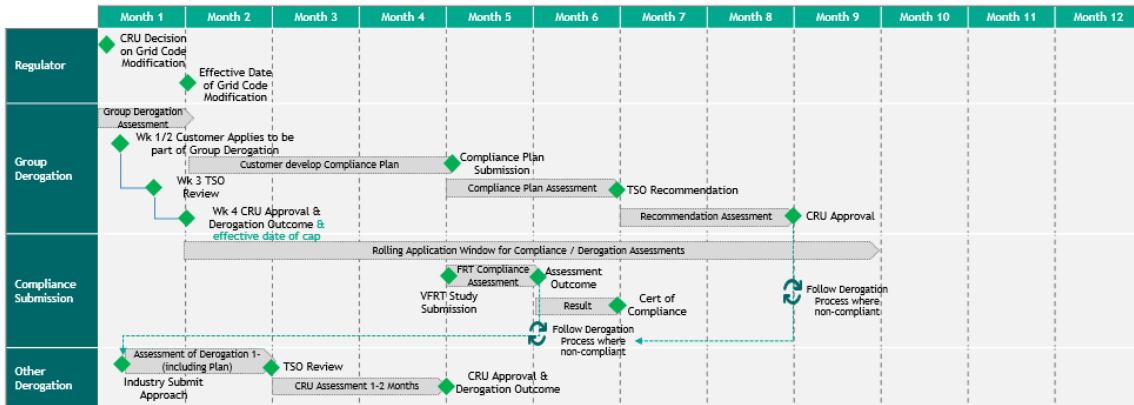 Month 1
Month 2
Month 3
Month 4
Month 5
Month 6
Month 7
Month 8
Month 9
Month 10
Month 11
Month 12
Regulator
CRU Decision
on Grid Code
Modification
Effective Date
of Grid Code
Modification
Group
Derogation
Group Derogation
Assessment
Wk 1/2 Customer Applies to be
part of Group Derogation
Customer develop Compliance Plan
Compliance Plan
Submission
Wk 3 TSO
Review
Compliance Plan Assessment
TSO Recommendation
Wk 4 CRU Approval &
Derogation Outcome &
effective date of cap
Recommendation Assessment
CRU Approval
Compliance
Submission
Rolling Application Window for Compliance / Derogation Assessments
FRT Compliance
Assessment
Assessment
Outcome
VFRT Study
Submission
Result
Cert of
Compliance
Follow Derogation
Process where
non-compliant
Follow Derogation
Process where
non-compliant
Other
Derogation
Assessment of Derogation 1-
(including Plan)
TSO Review
Industry Submit
Approach
CRU Assessment 1-2 Months
CRU Approval &
Derogation Outcome